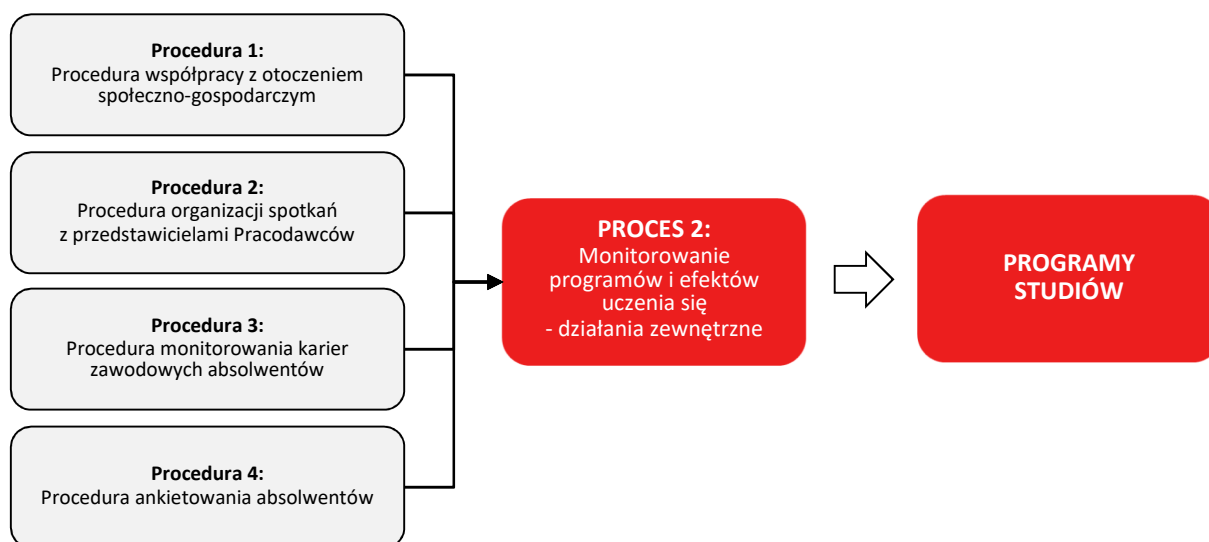 Procedura 1:
Procedura współpracy z otoczeniem
społeczno-gospodarczym
Procedura 2:
Procedura organizacji spotkań
z przedstawicielami Pracodawców
Procedura 3:
Procedura monitorowania karier
zawodowych absolwentów
Procedura 4:
Procedura ankietowania absolwentów
PROCES 2:
Monitorowanie
programów i efektów
uczenia się
- działania zewnętrzne
PROGRAMY
STUDIÓW